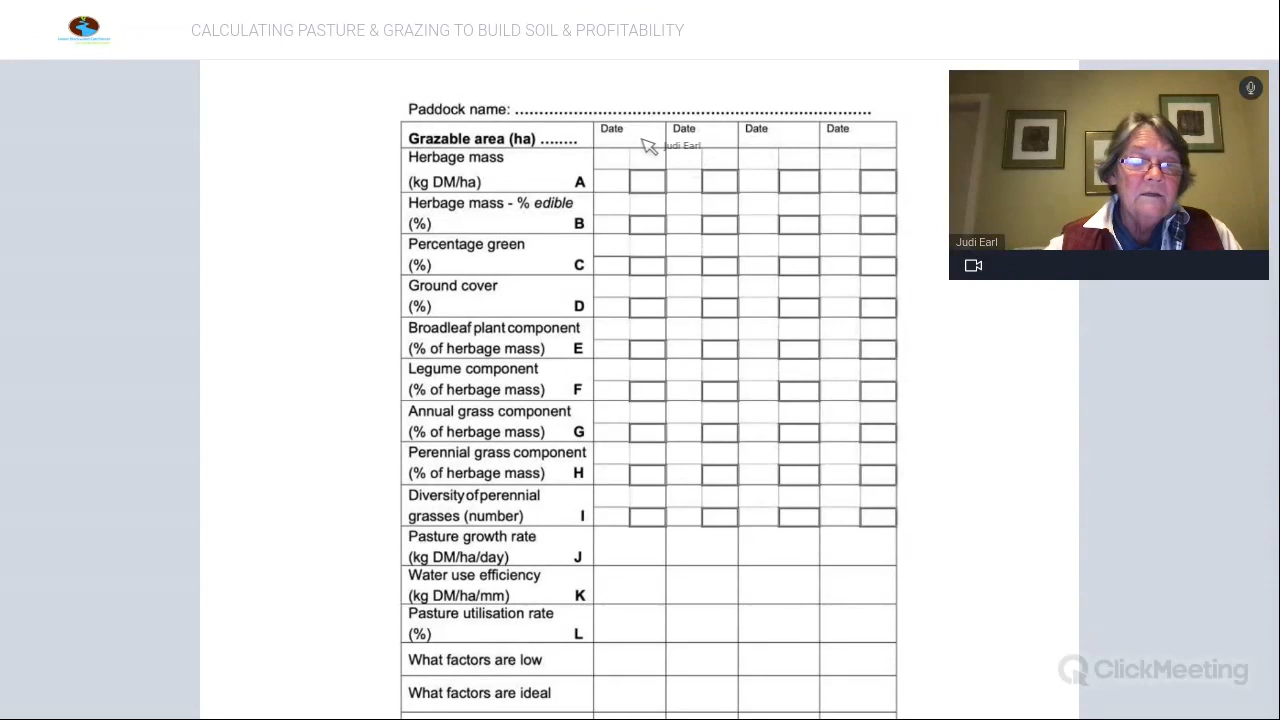 CALCULATING PASTURE & GRAZING TO BUILD SOIL & PROFITABILITY
Paddock name: ......................................................................
Grazable area (ha) ........
Date
Date
Date
Date
Judi Earl
Herbage mass
(kg DM/ha) A
Herbage mass - % edible
(%) B
Percentage green
(%) C
Ground cover
(%) D
Broadleaf plant component
(% of herbage mass) E
Legume component
(% of herbage mass) F
Annual grass component
(% of herbage mass) G
Perennial grass component
(% of herbage mass) H
Diversity of perennial
grasses (number) I
Pasture growth rate
(kg DM/ha/day) J
Water use efficiency
(kg DM/ha/mm) K
Pasture utilisation rate
(%) L
What factors are low
What factors are ideal
Judi Earl
ClickMeeting